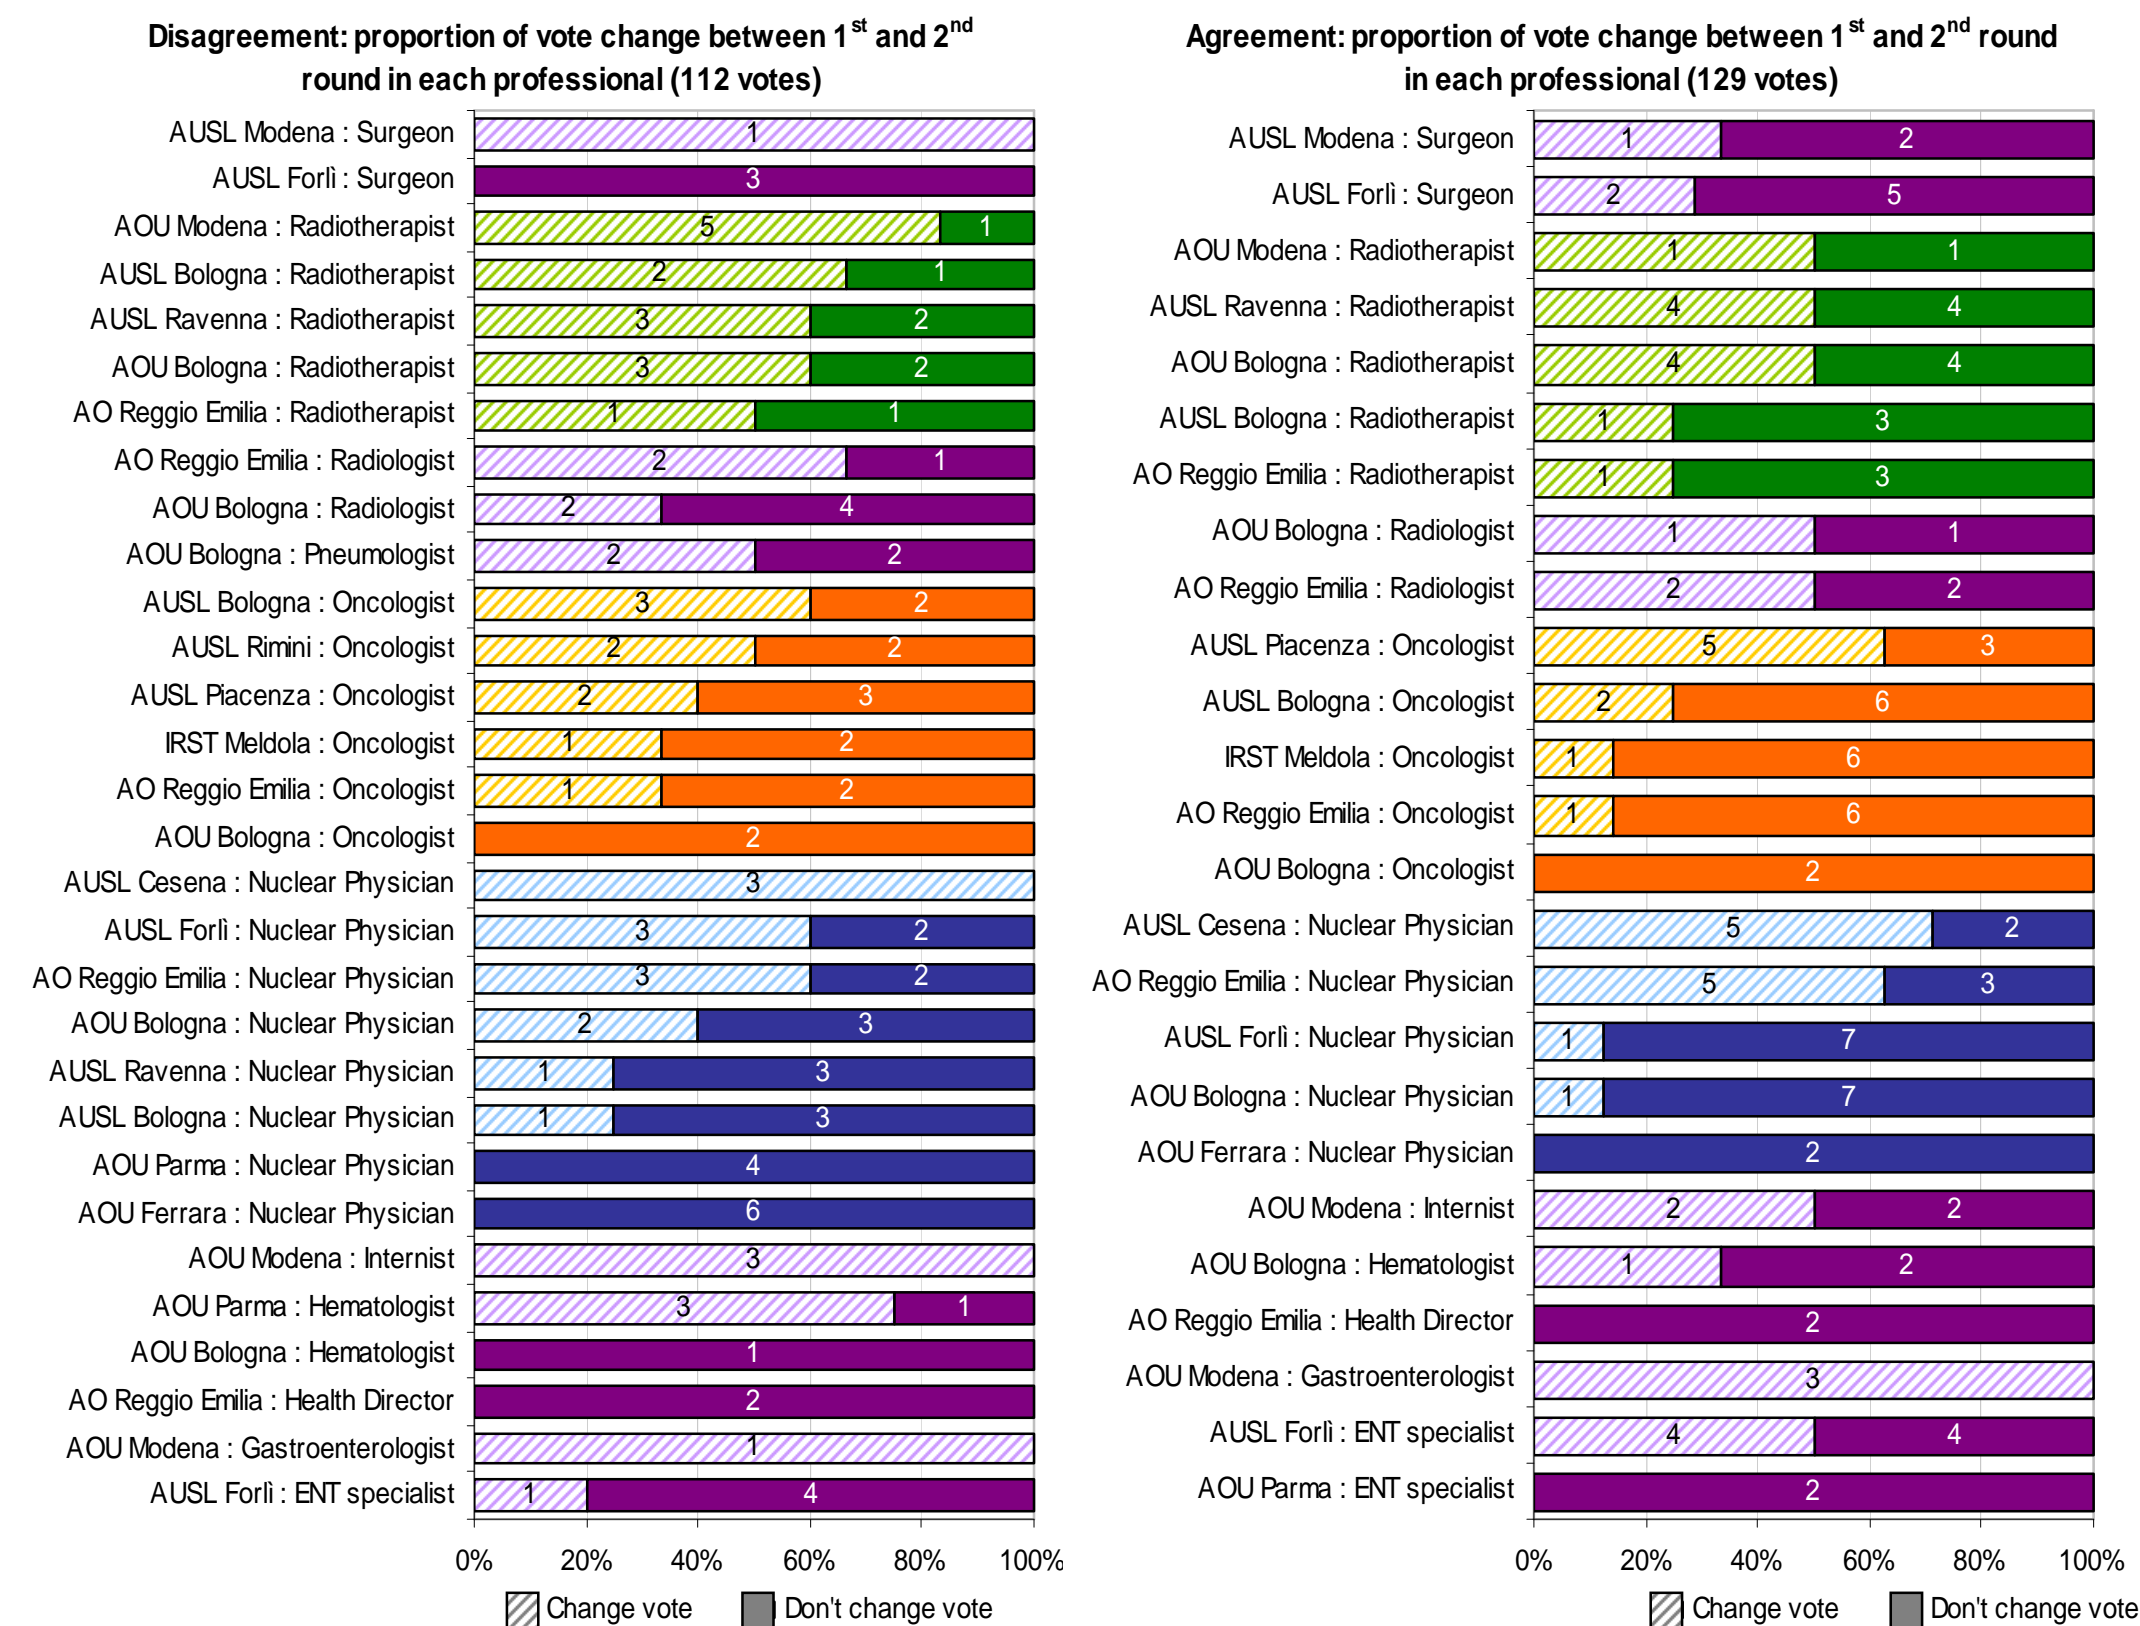 Disagreement: proportion of vote change between 1st and 2nd
round in each professional (112 votes)
AUSL Modena : Surgeon 1
AUSL Forlì : Surgeon 3
AOU Modena : Radiotherapist 5 1
AUSL Bologna : Radiotherapist 2 1
AUSL Ravenna : Radiotherapist 3 2
AOU Bologna : Radiotherapist 3 2
AO Reggio Emilia : Radiotherapist 1 1
AO Reggio Emilia : Radiologist 2 1
AOU Bologna : Radiologist 2 4
AOU Bologna : Pneumologist 2 2
AUSL Bologna : Oncologist 3 2
AUSL Rimini : Oncologist 2 2
AUSL Piacenza : Oncologist 2 3
IRST Meldola : Oncologist 1 2
AO Reggio Emilia : Oncologist 1 2
AOU Bologna : Oncologist 2
AUSL Cesena : Nuclear Physician 3
AUSL Forlì : Nuclear Physician 3 2
AO Reggio Emilia : Nuclear Physician 3 2
AOU Bologna : Nuclear Physician 2 3
AUSL Ravenna : Nuclear Physician 1 3
AUSL Bologna : Nuclear Physician 1 3
AOU Parma : Nuclear Physician 4
AOU Ferrara : Nuclear Physician 6
AOU Modena : Internist 3
AOU Parma : Hematologist 3 1
AOU Bologna : Hematologist 1
AO Reggio Emilia : Health Director 2
AOU Modena : Gastroenterologist 1
AUSL Forlì : ENT specialist 1 4
0% 20% 40% 60% 80% 100%
Change vote Don't change vote
Agreement: proportion of vote change between 1st and 2nd round
in each professional (129 votes)
AUSL Modena : Surgeon 1 2
AUSL Forlì : Surgeon 2 5
AOU Modena : Radiotherapist 1 1
AUSL Ravenna : Radiotherapist 4 4
AOU Bologna : Radiotherapist 4 4
AUSL Bologna : Radiotherapist 1 3
AO Reggio Emilia : Radiotherapist 1 3
AOU Bologna : Radiologist 1 1
AO Reggio Emilia : Radiologist 2 2
AUSL Piacenza : Oncologist 5 3
AUSL Bologna : Oncologist 2 6
IRST Meldola : Oncologist 1 6
AO Reggio Emilia : Oncologist 1 6
AOU Bologna : Oncologist 2
AUSL Cesena : Nuclear Physician 5 2
AO Reggio Emilia : Nuclear Physician 5 3
AUSL Forlì : Nuclear Physician 1 7
AOU Bologna : Nuclear Physician 1 7
AOU Ferrara : Nuclear Physician 2
AOU Modena : Internist 2 2
AOU Bologna : Hematologist 1 2
AO Reggio Emilia : Health Director 2
AOU Modena : Gastroenterologist 3
AUSL Forlì : ENT specialist 4 4
AOU Parma : ENT specialist 2
0% 20% 40% 60% 80% 100%
Change vote Don't change vote